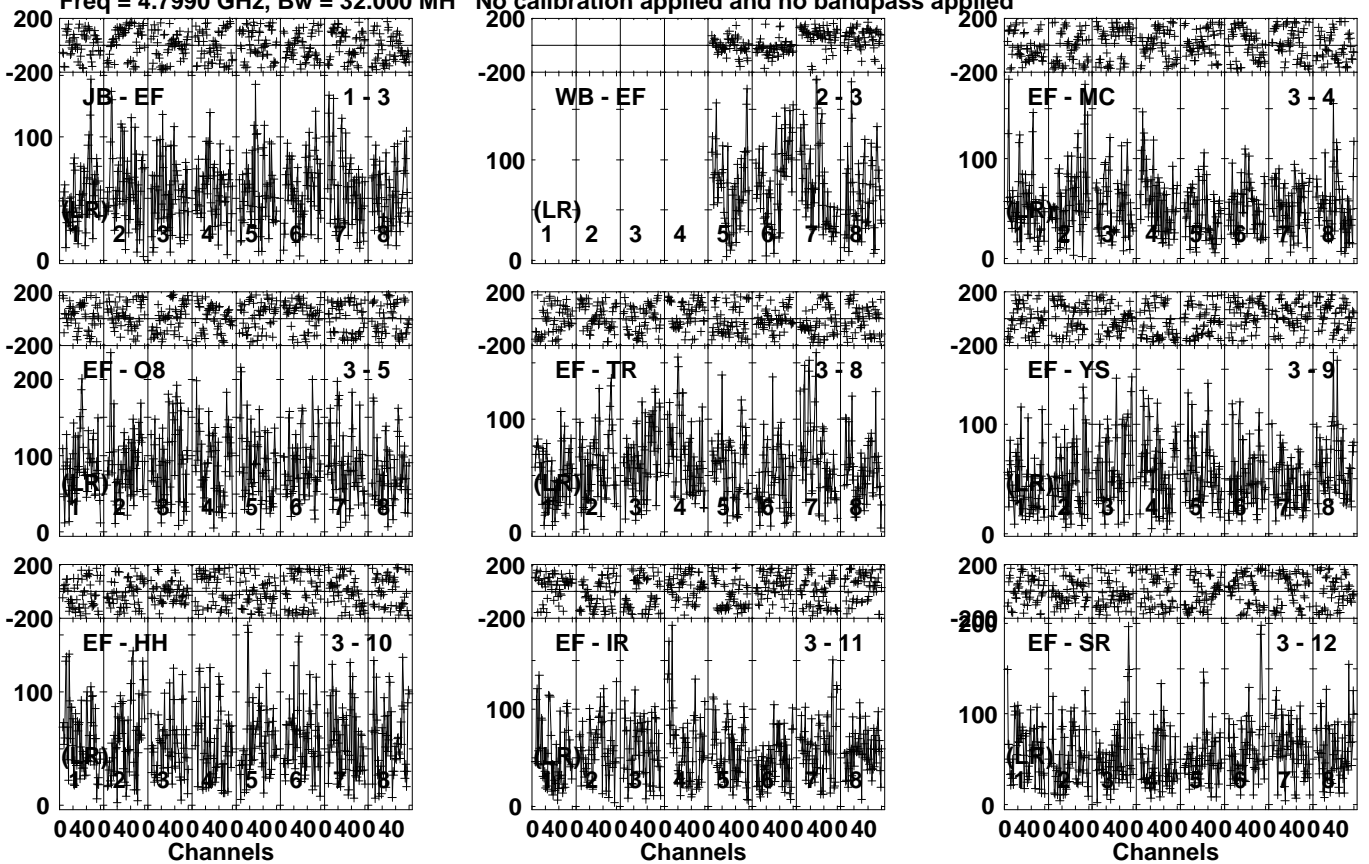 Freq = 4.7990 GHz, Bw = 32.000 MH No calibration applied and no bandpass applied
200
-200
JB - EF 1 - 3
100
(LR)
1 2 3 4 5 6 7 8
0
200
-200
WB - EF 2 - 3
100
(LR)
1 2 3 4 5 6 7 8
0
200
-200
EF - MC 3 - 4
100
(LR)
1 2 3 4 5 6 7 8
0
200
-200
EF - O8 3 - 5
200
100
(LR)
1 2 3 4 5 6 7 8
0
200
-200
EF - TR 3 - 8
100
(LR)
1 2 3 4 5 6 7 8
0
200
-200
EF - YS 3 - 9
100
(LR)
1 2 3 4 5 6 7 8
0
200
-200
EF - HH 3 - 10
100
(LR)
1 2 3 4 5 6 7 8
0
0 40 0 40 0 40 0 40 0 40 0 40 0 40 0 40
Channels
200
-200
EF - IR 3 - 11
100
(LR)
1 2 3 4 5 6 7 8
0
0 40 0 40 0 40 0 40 0 40 0 40 0 40 0 40
Channels
200
-200
200
EF - SR 3 - 12
100
(LR)
1 2 3 4 5 6 7 8
0
0 40 0 40 0 40 0 40 0 40 0 40 0 40 0 40
Channels